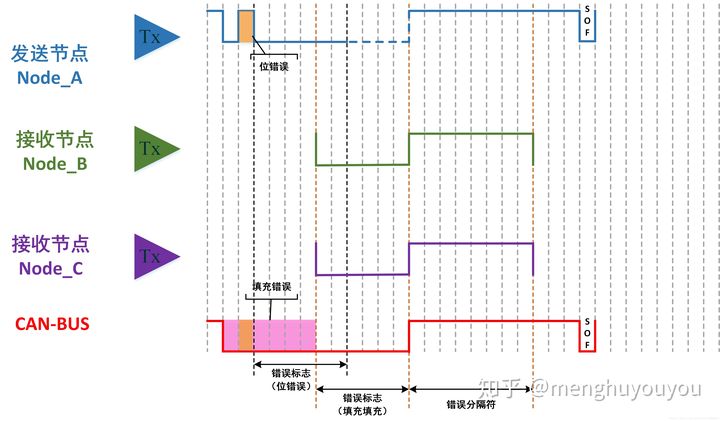 Tx
发送节点
Node_A
位错误
S
O
F
Tx
接收节点
Node_B
Tx
接收节点
Node_C
填充错误
CAN-BUS
S
O
F
错误标志
（位错误）
错误标志
（填充填充）
错误分隔符
知乎 @menghuyouyou